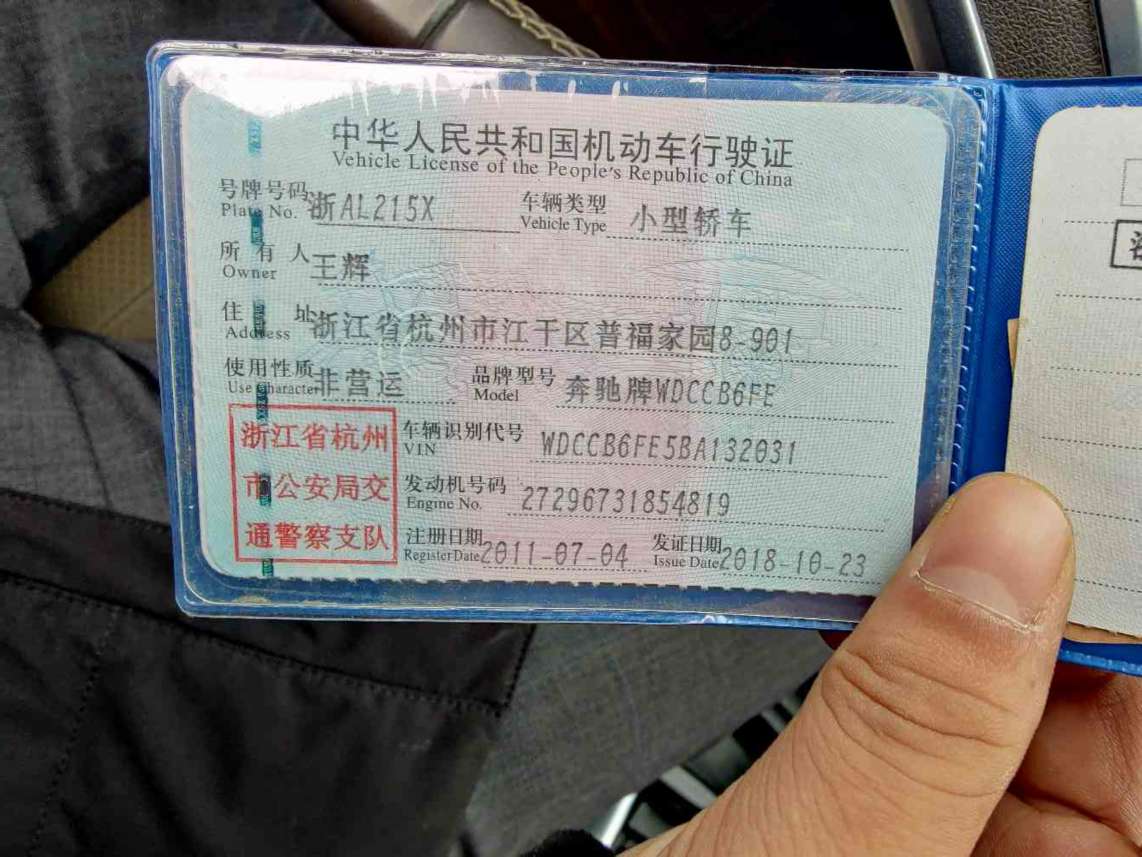 中华人民共和国机动车行驶证
Vehicle License of the People's Republic of China
号牌号码 浙AL215X 车辆类型 小型轿车
Plate No. Vehicle Type
所有人 王辉
Owner
住址 浙江省杭州市江干区普福家园8-901
Address
使用性质 非营运 品牌型号 奔驰牌WDCCB6FE
Use Character Model
浙江省杭州
市公安局交
通警察支队
车辆识别代号 WDCCB6FE5BA132031
VIN
发动机号码 27296731854819
Engine No.
注册日期 2011-07-04 发证日期 2018-10-23
Register Date Issue Date